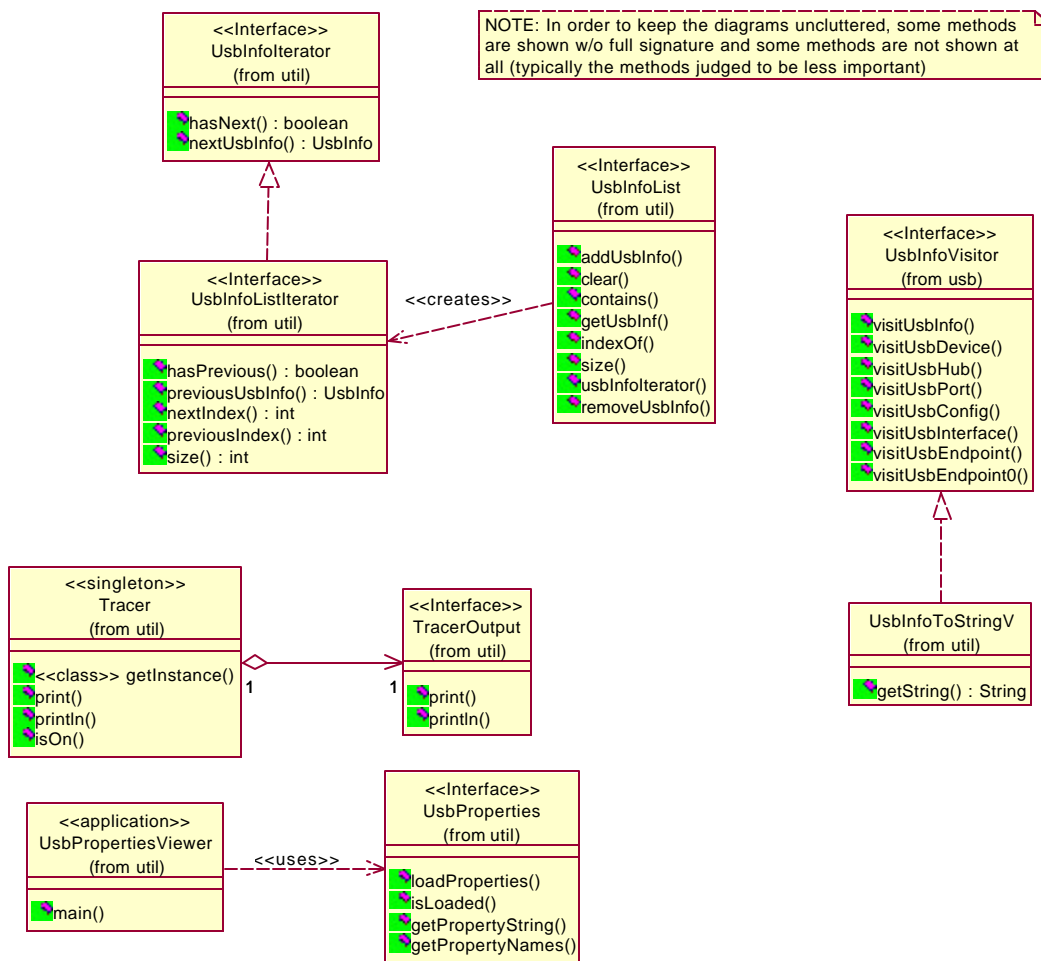 <<Interface>>
UsbInfoIterator
(from util)
hasNext() : boolean
nextUsbInfo() : UsbInfo
NOTE: In order to keep the diagrams uncluttered, some methods
are shown w/o full signature and some methods are not shown at
all (typically the methods judged to be less important)
<<Interface>>
UsbInfoList
(from util)
addUsbInfo()
clear()
contains()
getUsbInf()
indexOf()
size()
usbInfoIterator()
removeUsbInfo()
<<Interface>>
UsbInfoVisitor
(from usb)
visitUsbInfo()
visitUsbDevice()
visitUsbHub()
visitUsbPort()
visitUsbConfig()
visitUsbInterface()
visitUsbEndpoint()
visitUsbEndpoint0()
<<Interface>>
UsbInfoListIterator
(from util)
hasPrevious() : boolean
previousUsbInfo() : UsbInfo
nextIndex() : int
previousIndex() : int
size() : int
<<creates>>
<<singleton>>
Tracer
(from util)
<<class>> getInstance()
print()
println()
isOn()
1
1
<<Interface>>
TracerOutput
(from util)
print()
println()
UsbInfoToStringV
(from util)
getString() : String
<<application>>
UsbPropertiesViewer
(from util)
main()
<<uses>>
<<Interface>>
UsbProperties
(from util)
loadProperties()
isLoaded()
getPropertyString()
getPropertyNames()